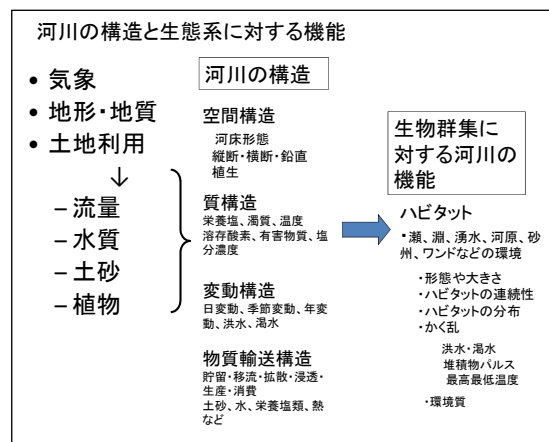 河川の構造と生態系に対する機能
• 気象
• 地形・地質
• 土地利用
↓
– 流量
– 水質
– 土砂
– 植物
河川の構造
空間構造
河床形態
縦断・横断・鉛直
植生
質構造
栄養塩、濁質、温度
溶存酸素、有害物質、塩
分濃度
変動構造
日変動、季節変動、年変
動、洪水、渇水
物質輸送構造
貯留・移流・拡散・浸透・
生産・消費
土砂、水、栄養塩類、熱
など
生物群集に
対する河川の
機能
ハビタット
・瀬、淵、湧水、河原、砂
州、ワンドなどの環境
・形態や大きさ
・ハビタットの連続性
・ハビタットの分布
・かく乱
洪水・渇水
堆積物パルス
最高最低温度
・環境質